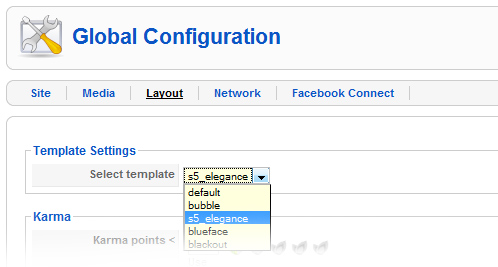 Global Configuration
Site Media Layout Network Facebook Connect
Template Settings
Select template s5_elegance
default
bubble
s5_elegance
blueface
blackout
Karma
Karma points <